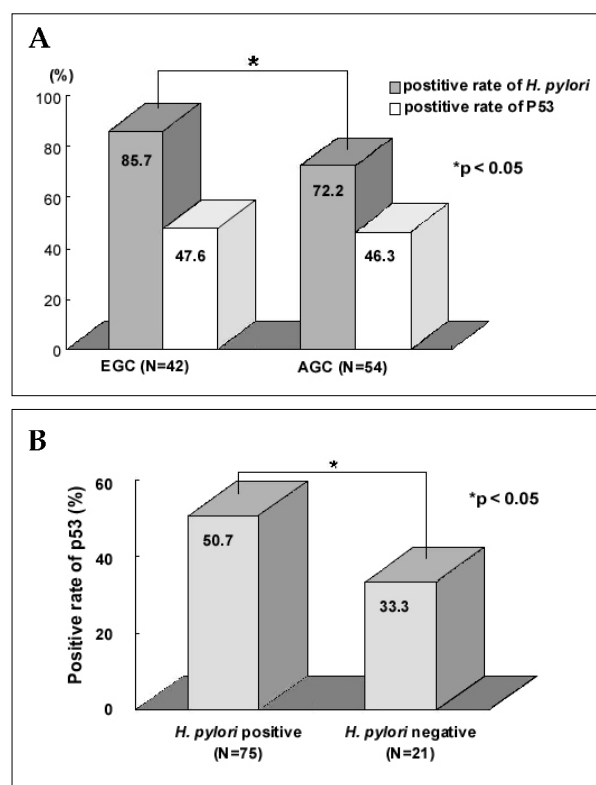 A
(%)
*
postitive rate of H. pylori
postitive rate of P53
*p < 0.05
100
80
60
40
20
0
85.7
47.6
72.2
46.3
EGC (N=42)
AGC (N=54)
B
Positive rate of p53 (%)
*
*p < 0.05
60
40
20
0
50.7
33.3
H. pylori positive
(N=75)
H. pylori negative
(N=21)